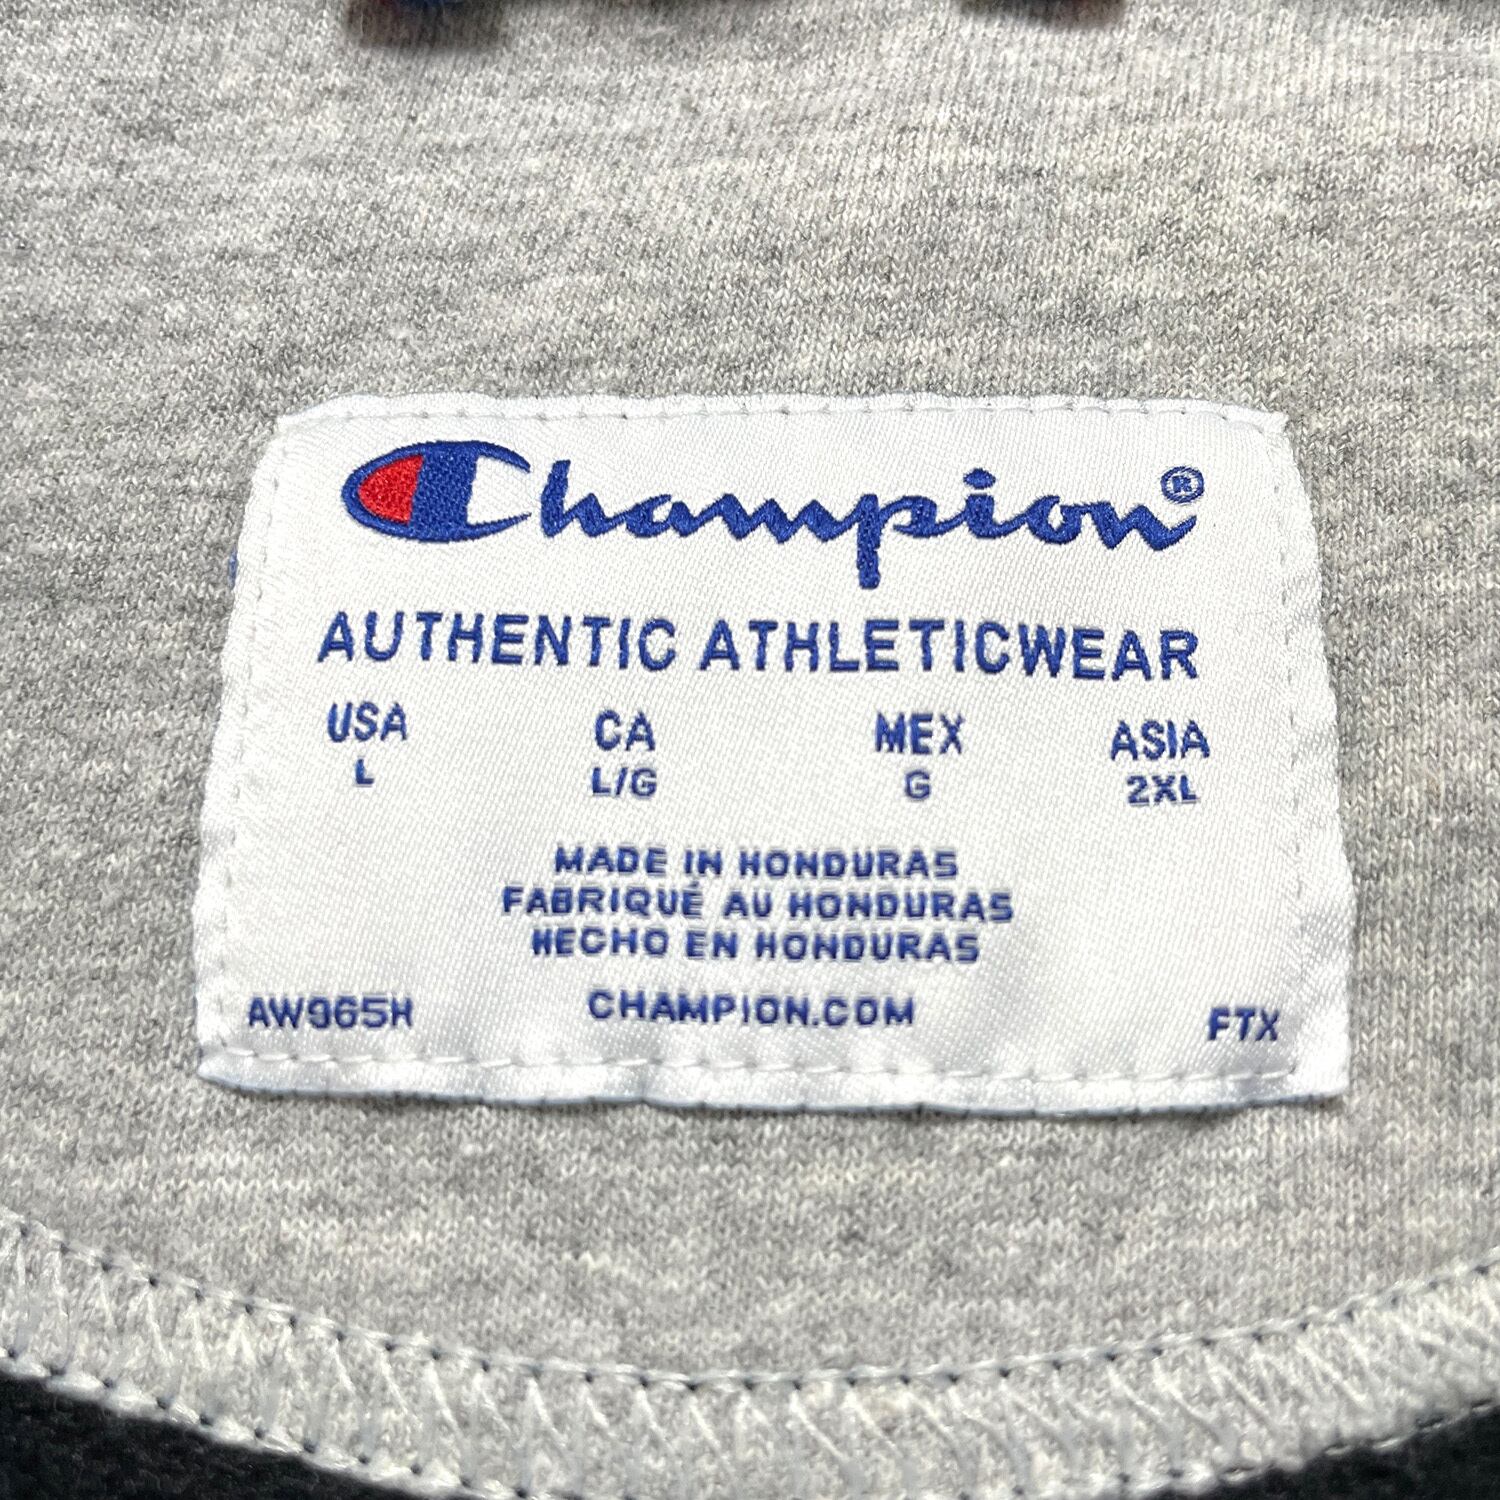 Champion®
AUTHENTIC ATHLETICWEAR
USA CA MEX ASIA
L L/G G 2XL
MADE IN HONDURAS
FABRIQUÉ AU HONDURAS
HECHO EN HONDURAS
AW965H CHAMPION.COM FTX